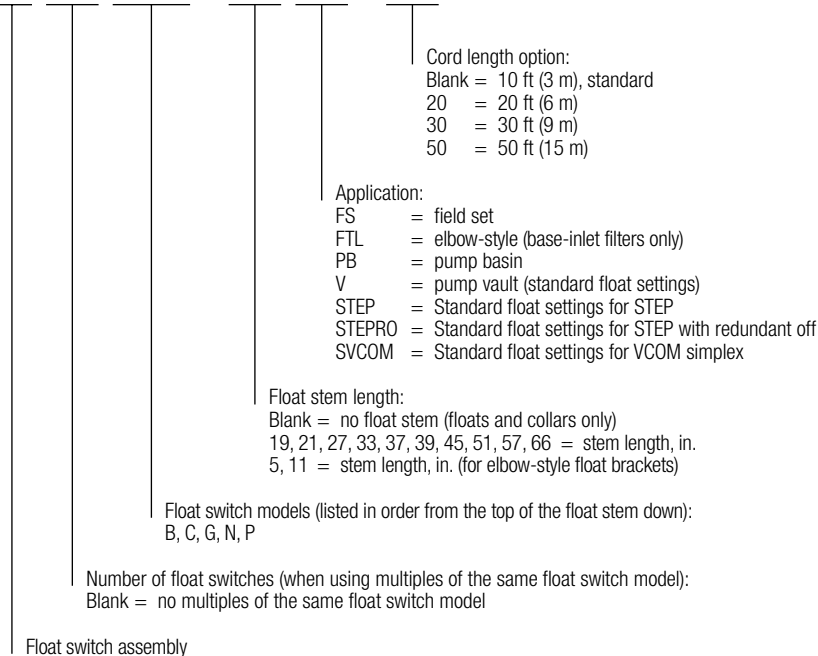 Cord length option:
Blank = 10 ft (3 m), standard
20 = 20 ft (6 m)
30 = 30 ft (9 m)
50 = 50 ft (15 m)
Application:
FS = field set
FTL = elbow-style (base-inlet filters only)
PB = pump basin
V = pump vault (standard float settings)
STEP = Standard float settings for STEP
STEPRO = Standard float settings for STEP with redundant off
SVCOM = Standard float settings for VCOM simplex
Float stem length:
Blank = no float stem (floats and collars only)
19, 21, 27, 33, 37, 39, 45, 51, 57, 66 = stem length, in.
5, 11 = stem length, in. (for elbow-style float brackets)
Float switch models (listed in order from the top of the float stem down):
B, C, G, N, P
Number of float switches (when using multiples of the same float switch model):
Blank = no multiples of the same float switch model
Float switch assembly